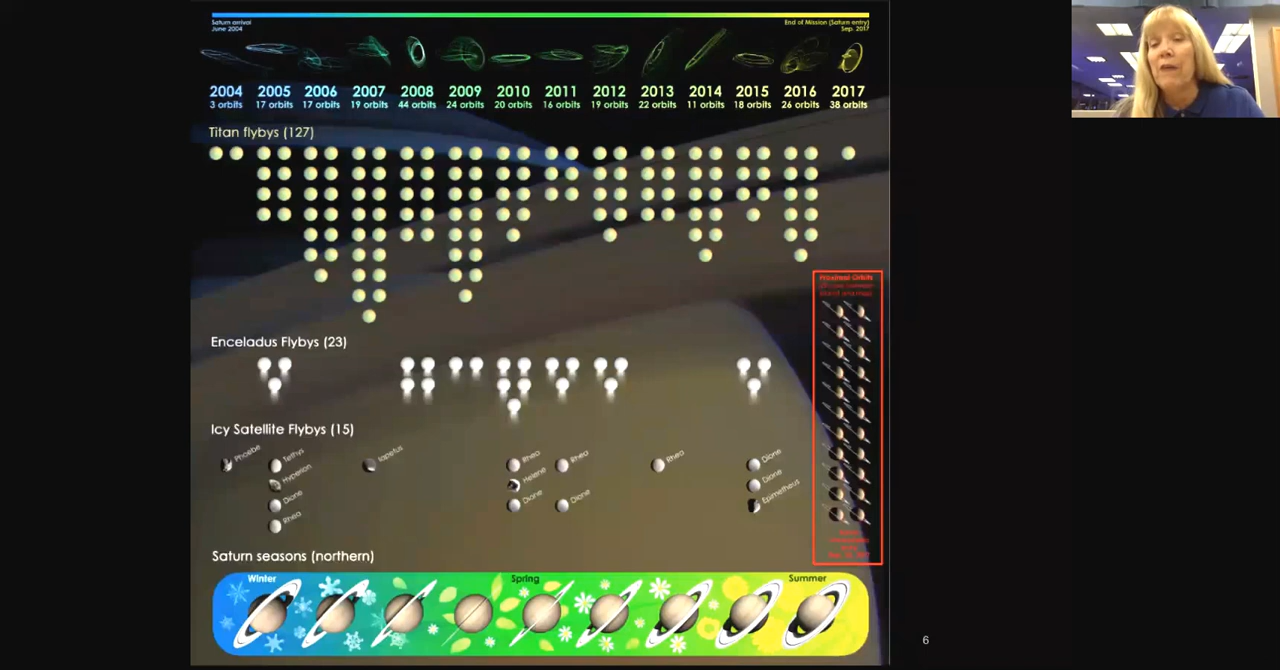 Saturn arrival
June 2004
End of Mission (Saturn entry)
Sep. 2017
2004 2005 2006 2007 2008 2009 2010 2011 2012 2013 2014 2015 2016 2017
3 orbits 17 orbits 17 orbits 19 orbits 44 orbits 24 orbits 20 orbits 16 orbits 19 orbits 22 orbits 11 orbits 18 orbits 26 orbits 38 orbits
Titan flybys (127)
Proximal Orbits
Enceladus Flybys (23)
Icy Satellite Flybys (15)
Phoebe Tethys Iapetus Rhea Rhea Rhea Dione
Hyperion Helene Dione
Dione Dione Dione Epimetheus
Rhea
Saturn seasons (northern)
Winter Spring Summer
6